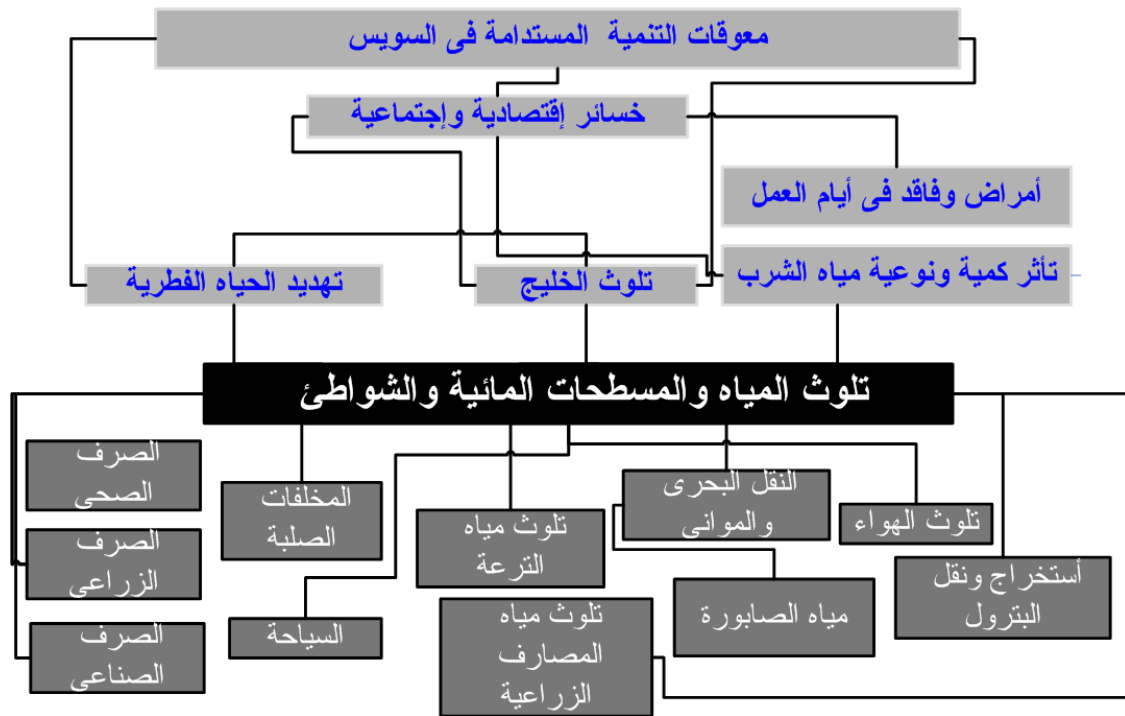 معوقات التنمية المستدامة فى السويس
خسائر إقتصادية وإجتماعية
أمراض وفاقد فى أيام العمل
تأثر كمية ونوعية مياه الشرب
تلوث الخليج
تهديد الحياه الفطرية
تلوث المياه والمسطحات المائية والشواطئ
الصرف
الصحى
المخلفات
الصلبة
تلوث مياه
الترعة
النقل البحرى
والموانى
تلوث الهواء
أستخراج ونقل
البترول
الصرف
الزراعى
مياه الصابورة
تلوث مياه
المصارف
الزراعية
السياحة
الصرف
الصناعى